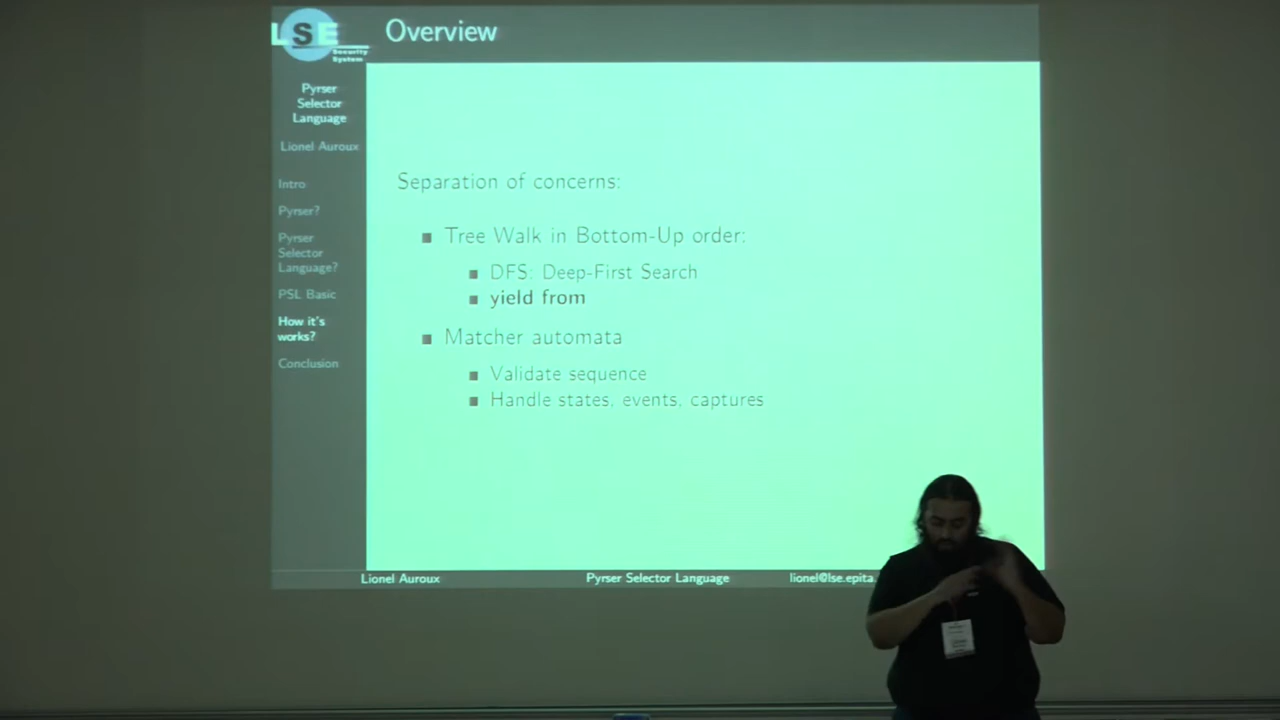 LSE
Security
System
Overview
Pyrser
Selector
Language
Lionel Auroux
Intro
Pyrser?
Pyrser
Selector
Language?
PSL Basic
How it's
works?
Conclusion
Separation of concerns:
Tree Walk in Bottom-Up order:
DFS: Deep-First Search
yield from
Matcher automata
Validate sequence
Handle states, events, captures
Lionel Auroux
Pyrser Selector Language
lionel@lse.epita.